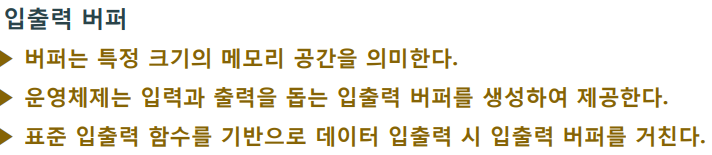 입출력 버퍼
버퍼는 특정 크기의 메모리 공간을 의미한다.
운영체제는 입력과 출력을 돕는 입출력 버퍼를 생성하여 제공한다.
표준 입출력 함수를 기반으로 데이터 입출력 시 입출력 버퍼를 거친다.